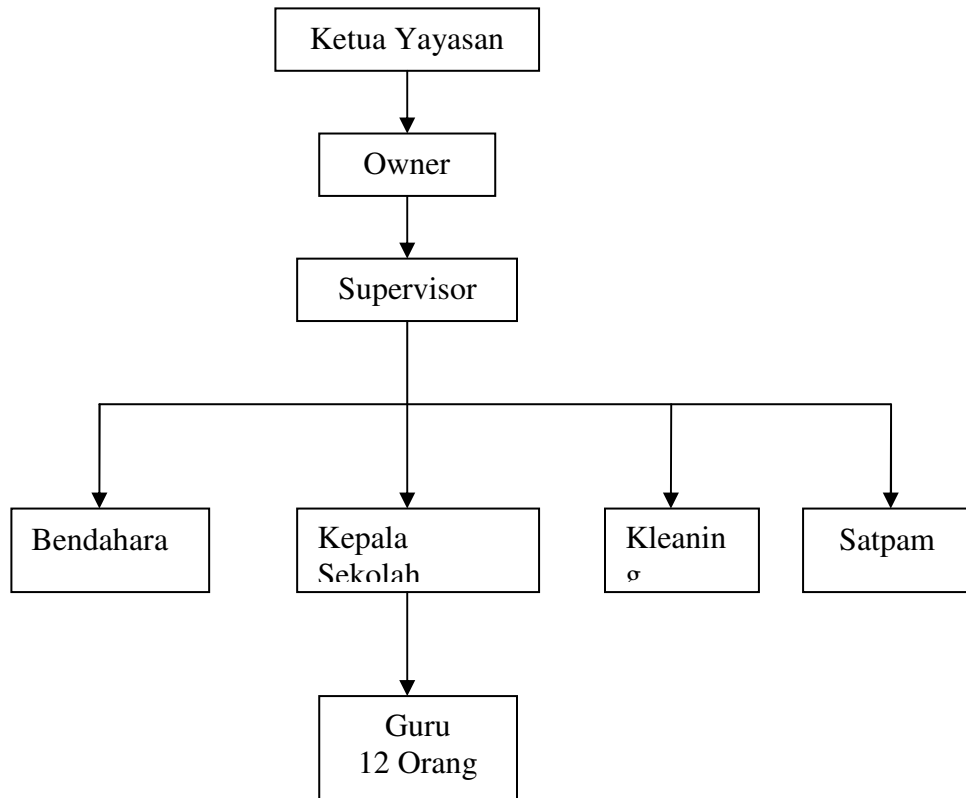 Ketua Yayasan
Owner
Supervisor
Bendahara
Kepala
Sekolah
Kleanin
g
Satpam
Guru
12 Orang